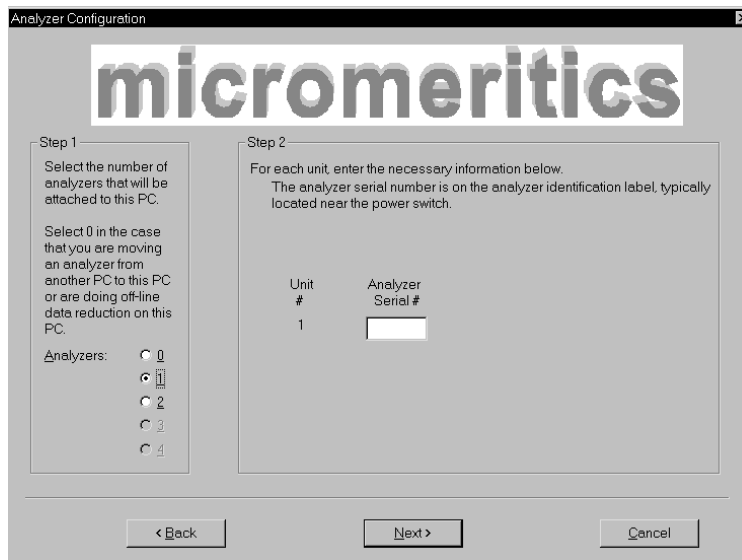 Analyzer Configuration
micromeritics
Step 1
Select the number of
analyzers that will be
attached to this PC.
Select 0 in the case
that you are moving
an analyzer from
another PC to this PC
or are doing off-line
data reduction on this
PC.
Analyzers:
0
1
2
3
4
Step 2
For each unit, enter the necessary information below.
The analyzer serial number is on the analyzer identification label, typically
located near the power switch.
Unit
#
Analyzer
Serial #
1
< Back
Next >
Cancel